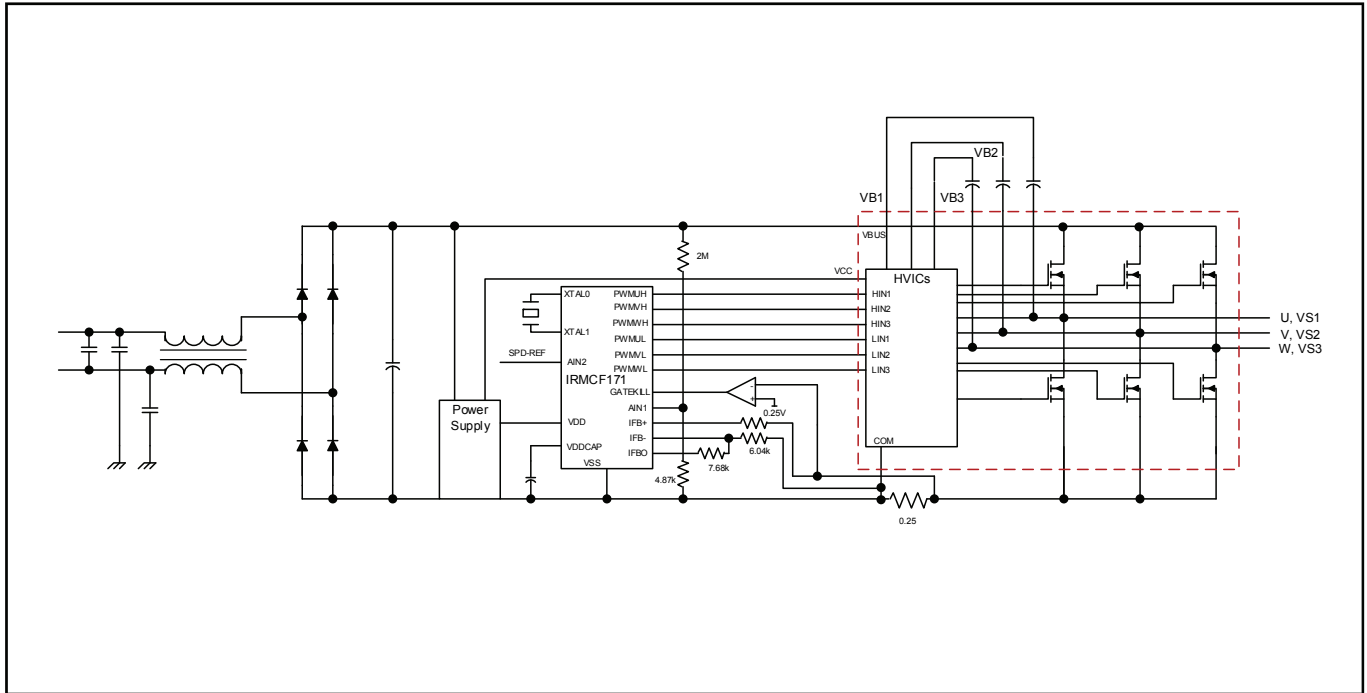 VB2
VB1
VB3
VBUS
2M
VCC
HVICs
XTAL0
PWMUH
HIN1
PWMVH
HIN2
U, VS1
XTAL1
PWMWH
HIN3
V, VS2
PWMUL
LIN1
W, VS3
SPD-REF
AIN2
PWMVL
LIN2
PWMWL
LIN3
IRMCF171
GATEKILL
-
+
0.25V
Power
Supply
AIN1
VDD
IFB+
IFB-
6.04k
COM
VDDCAP
IFBO
7.68k
VSS
4.87k
0.25